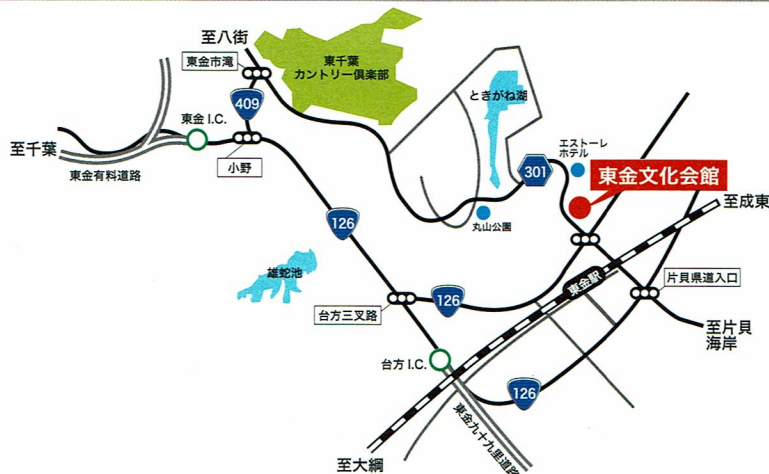 至八街
東金市滝
東千葉
カントリー倶楽部
409
ときがね湖
東金 I.C.
至千葉
東金有料道路
小野
エストーレ
ホテル
301
東金文化会館
丸山公園
至成東
126
雄蛇池
東金駅
片貝県道入口
台方三叉路
126
至片貝
海岸
台方 I.C.
126
東金九十九里道路
至大網